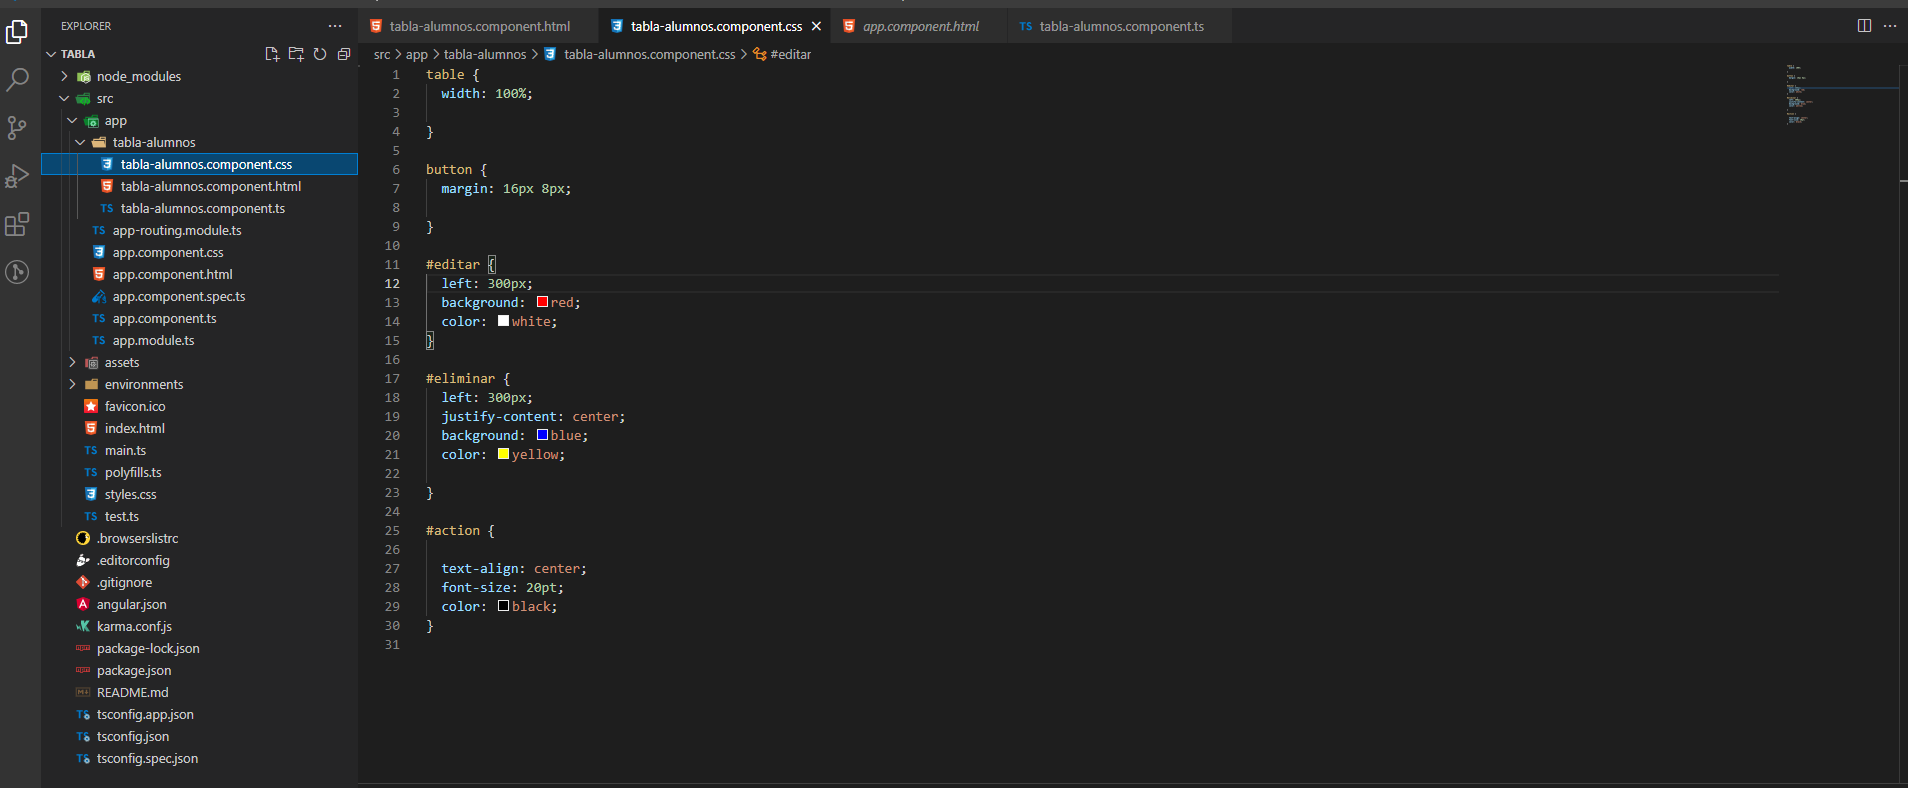 EXPLORER
TABLA
node_modules
src
app
tabla-alumnos
tabla-alumnos.component.css
tabla-alumnos.component.html
tabla-alumnos.component.ts
app-routing.module.ts
app.component.css
app.component.html
app.component.spec.ts
app.component.ts
app.module.ts
assets
environments
favicon.ico
index.html
main.ts
polyfills.ts
styles.css
test.ts
.browserslistrc
.editorconfig
.gitignore
angular.json
karma.conf.js
package-lock.json
package.json
README.md
tsconfig.app.json
tsconfig.json
tsconfig.spec.json
tabla-alumnos.component.html
tabla-alumnos.component.css
app.component.html
TS tabla-alumnos.component.ts
src > app > tabla-alumnos > tabla-alumnos.component.css > #editar
1 table {
2 width: 100%;
3
4 }
5
6 button {
7 margin: 16px 8px;
8
9 }
10
11 #editar {
12 left: 300px;
13 background: red;
14 color: white;
15 }
16
17 #eliminar {
18 left: 300px;
19 justify-content: center;
20 background: blue;
21 color: yellow;
22
23 }
24
25 #action {
26
27 text-align: center;
28 font-size: 20pt;
29 color: black;
30 }
31